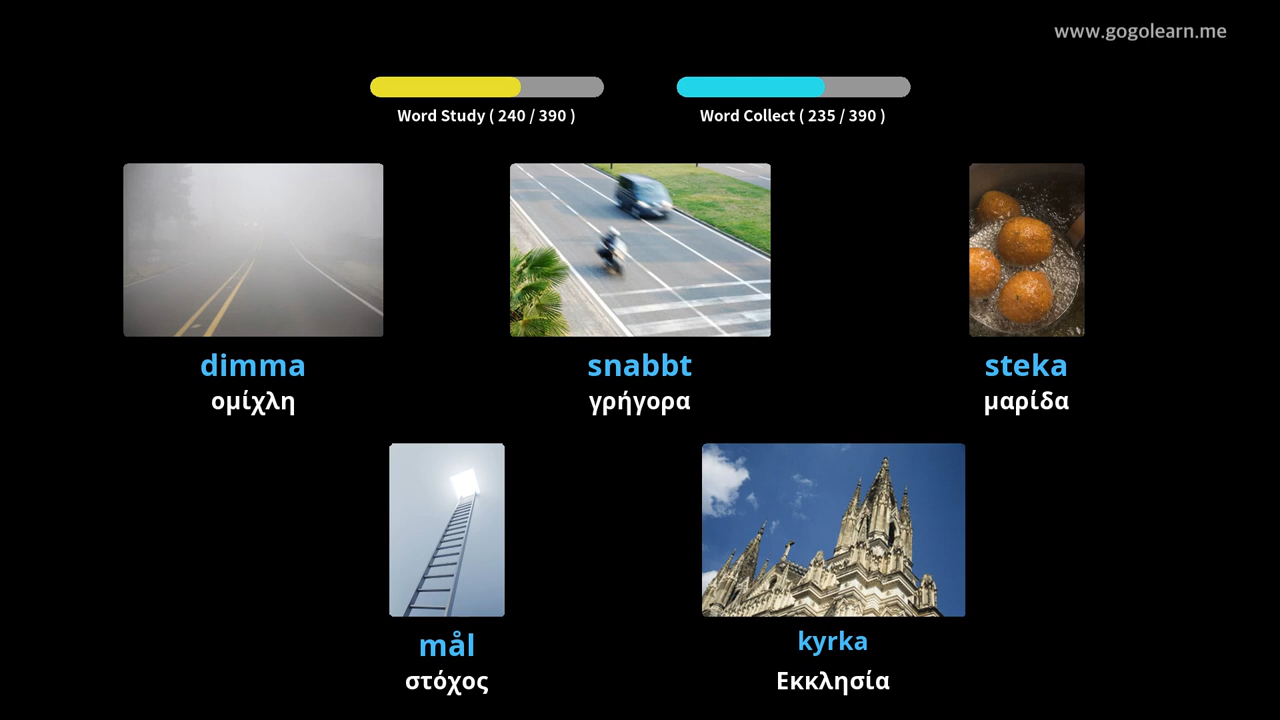 www.gogolearn.me
Word Study ( 240 / 390 )
Word Collect ( 235 / 390 )
dimma
ομίχλη
snabbt
γρήγορα
steka
μαρίδα
mål
στόχος
kyrka
Εκκλησία